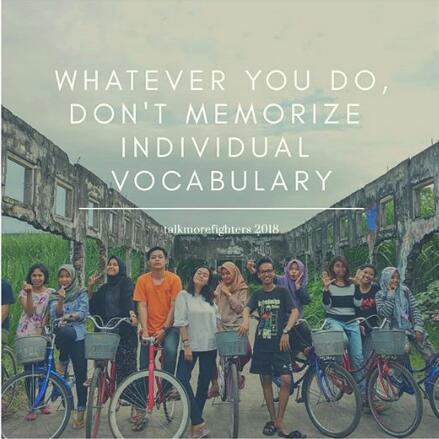 WHATEVER YOU DO,
DON'T MEMORIZE
INDIVIDUAL
VOCABULARY
talkmorefighters 2018